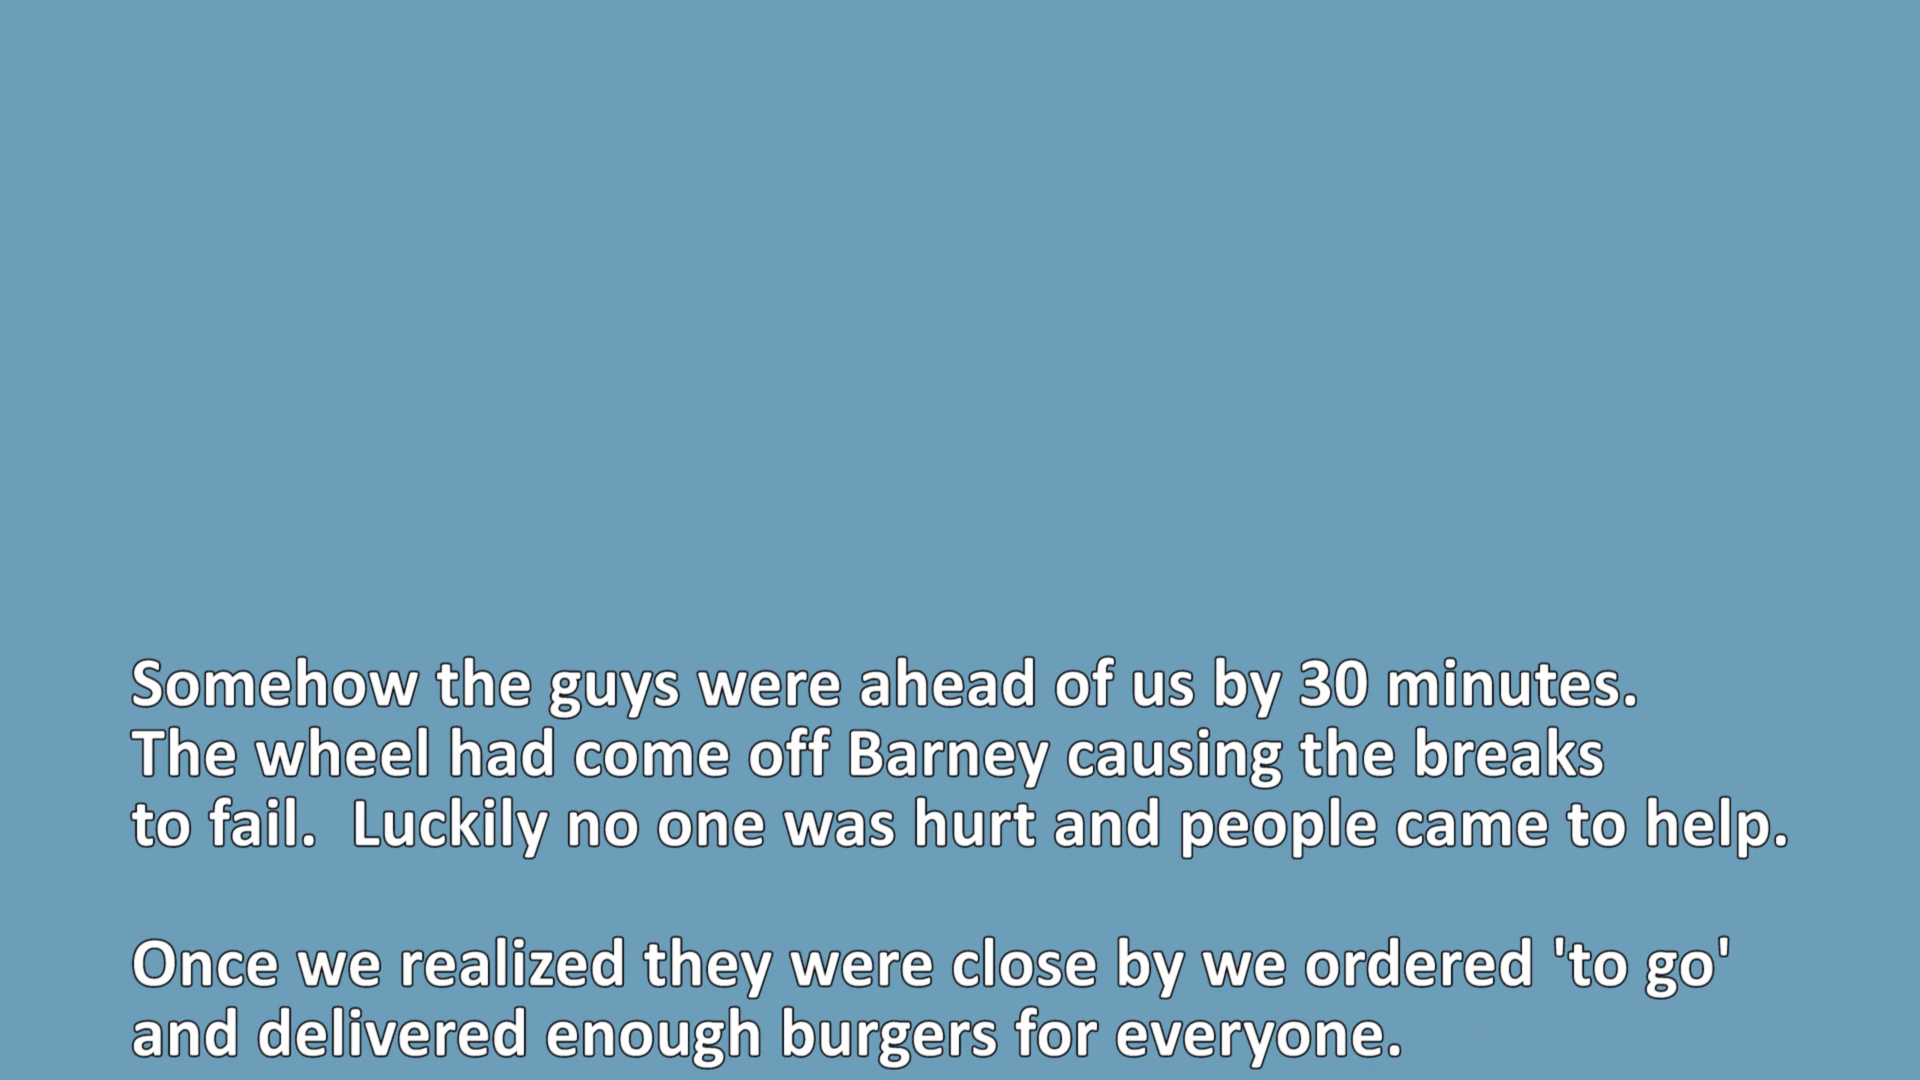 Somehow the guys were ahead of us by 30 minutes.
The wheel had come off Barney causing the breaks
to fail.  Luckily no one was hurt and people came to help.
Once we realized they were close by we ordered 'to go'
and delivered enough burgers for everyone.